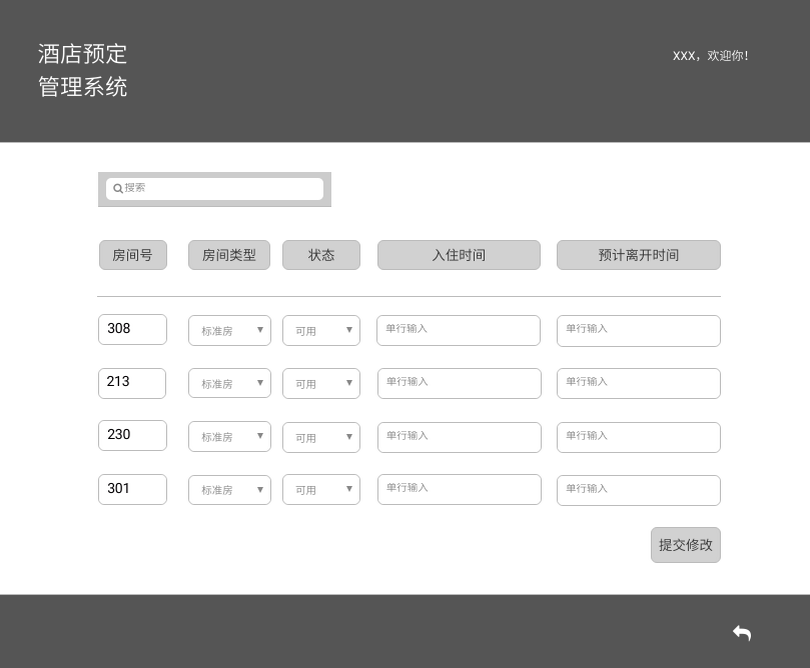 酒店预定
管理系统
XXX，欢迎你！
搜索
房间号 房间类型 状态 入住时间 预计离开时间
308 标准房 可用 单行输入 单行输入
213 标准房 可用 单行输入 单行输入
230 标准房 可用 单行输入 单行输入
301 标准房 可用 单行输入 单行输入
提交修改